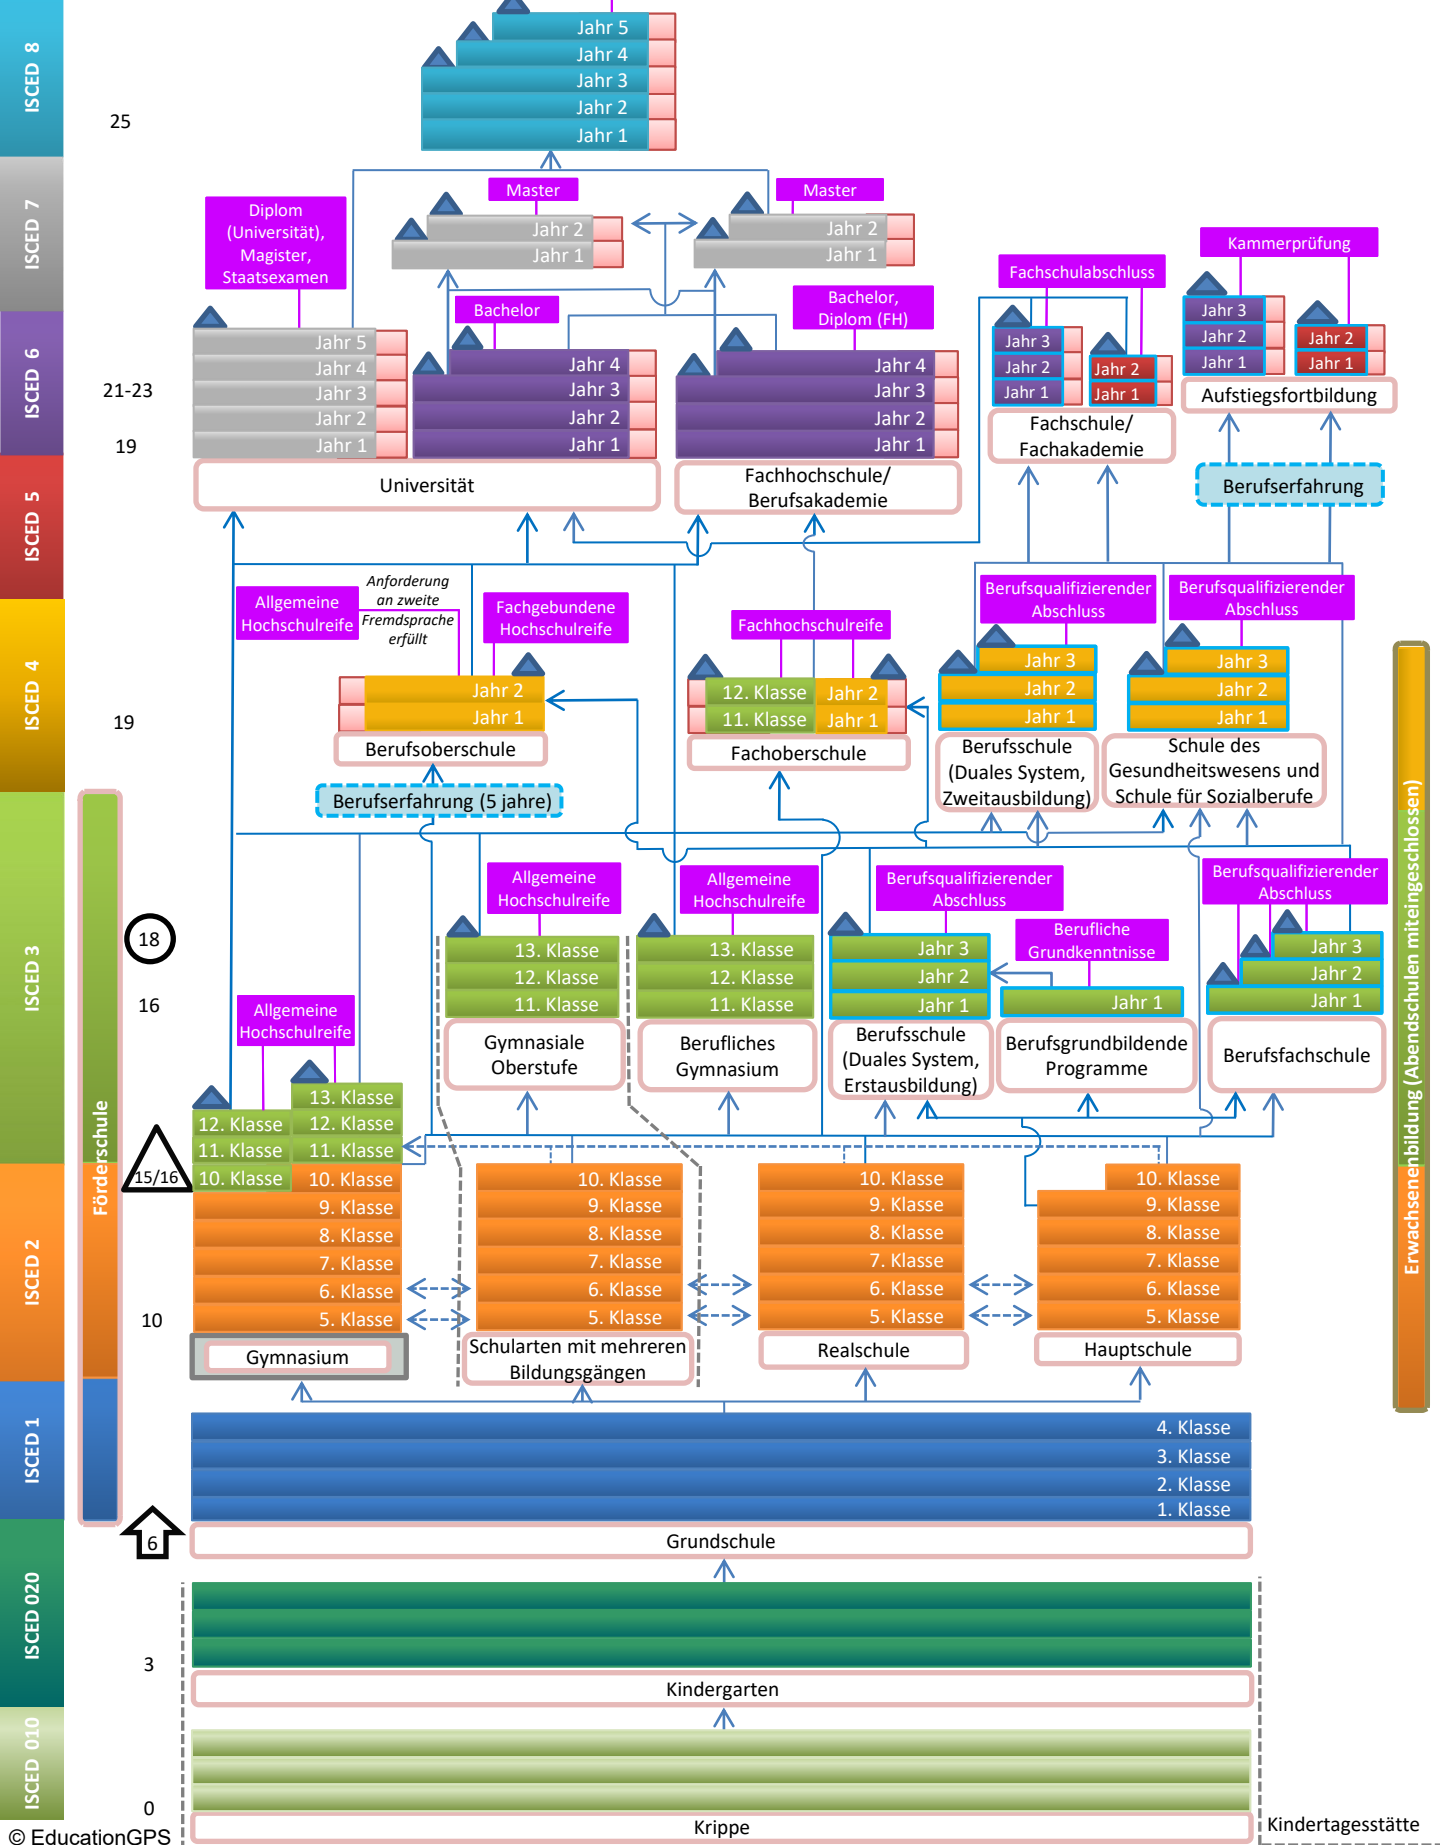 ISCED 8
25
Jahr 5
Jahr 4
Jahr 3
Jahr 2
Jahr 1
ISCED 7
Diplom
(Universität),
Magister,
Staatsexamen
Master
Jahr 2
Jahr 1
Master
Jahr 2
Jahr 1
Fachschulabschluss
Kammerprüfung
ISCED 6
21-23
19
Jahr 5
Jahr 4
Jahr 3
Jahr 2
Jahr 1
Bachelor
Jahr 4
Jahr 3
Jahr 2
Jahr 1
Bachelor,
Diplom (FH)
Jahr 4
Jahr 3
Jahr 2
Jahr 1
Jahr 3
Jahr 2
Jahr 1
Jahr 2
Jahr 1
Jahr 3
Jahr 2
Jahr 1
Jahr 2
Jahr 1
Universität
Fachhochschule/
Berufsakademie
Fachschule/
Fachakademie
Aufstiegsfortbildung
Berufserfahrung
ISCED 5
ISCED 4
19
Allgemeine
Hochschulreife
Anforderung
an zweite
Fremdsprache
erfüllt
Fachgebundene
Hochschulreife
Jahr 2
Jahr 1
Berufsoberschule
Berufserfahrung (5 jahre)
Fachhochschulreife
12. Klasse
11. Klasse
Jahr 2
Jahr 1
Fachoberschule
Berufsqualifizierender
Abschluss
Jahr 3
Jahr 2
Jahr 1
Berufsschule
(Duales System,
Zweitausbildung)
Berufsqualifizierender
Abschluss
Jahr 3
Jahr 2
Jahr 1
Schule des
Gesundheitswesens und
Schule für Sozialberufe
Erwachsenenbildung (Abendschulen miteingeschlossen)
ISCED 3
Förderschule
18
16
15/16
Allgemeine
Hochschulreife
12. Klasse
11. Klasse
10. Klasse
13. Klasse
12. Klasse
11. Klasse
Allgemeine
Hochschulreife
13. Klasse
12. Klasse
11. Klasse
Gymnasiale
Oberstufe
Allgemeine
Hochschulreife
13. Klasse
12. Klasse
11. Klasse
Berufliches
Gymnasium
Berufsqualifizierender
Abschluss
Jahr 3
Jahr 2
Jahr 1
Berufsschule
(Duales System,
Erstausbildung)
Berufliche
Grundkenntnisse
Jahr 1
Berufsgrundbildende
Programme
Berufsqualifizierender
Abschluss
Jahr 3
Jahr 2
Jahr 1
Berufsfachschule
ISCED 2
10
10. Klasse
9. Klasse
8. Klasse
7. Klasse
6. Klasse
5. Klasse
Gymnasium
10. Klasse
9. Klasse
8. Klasse
7. Klasse
6. Klasse
5. Klasse
Schularten mit mehreren
Bildungsgängen
10. Klasse
9. Klasse
8. Klasse
7. Klasse
6. Klasse
5. Klasse
Realschule
10. Klasse
9. Klasse
8. Klasse
7. Klasse
6. Klasse
5. Klasse
Hauptschule
ISCED 1
4. Klasse
3. Klasse
2. Klasse
1. Klasse
6
Grundschule
ISCED 020
3
Kindergarten
ISCED 010
0
Krippe
Kindertagesstätte
© EducationGPS